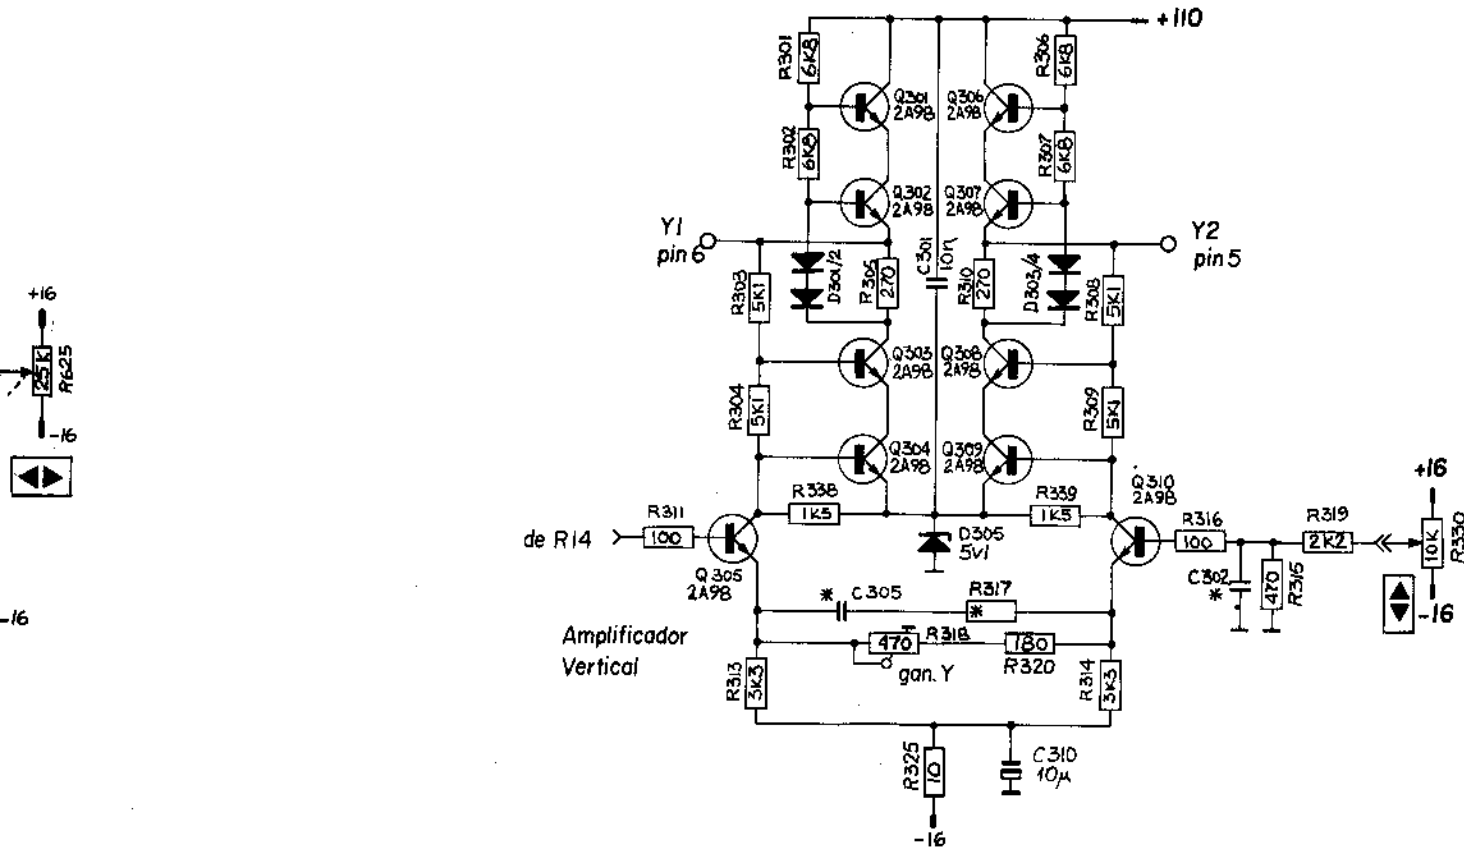 +110
R301
6K8
Q301
2A98
Q306
2A98
R306
6K8
R302
6K8
R307
6K8
Q302
2A98
Q307
2A98
Y1
pin 6
Y2
pin 5
C301
10n
R303
5K1
D301/2
R305
270
R310
270
D303/4
R308
5K1
+16
25K
R625
-16
Q303
2A98
Q308
2A98
R304
5K1
R309
5K1
Q304
2A98
Q309
2A98
R338
1K5
R339
1K5
Q310
2A98
+16
de R14
R311
100
D305
5V1
R316
100
R319
2K2
10K
R330
Q305
2A98
C302
*
470
R315
-16
* C305
R317
*
-16
Amplificador
Vertical
470
R318
180
R320
gan. Y
R313
3K3
R314
3K3
R325
10
C310
10µ
-16